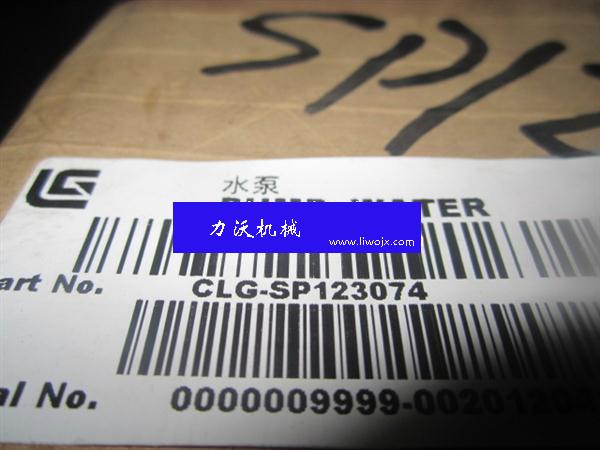 SP12
水泵
PUMP, WATER
力沃机械
www.liwojx.com
art No.
CLG-SP123074
al No.
0000009999-00201204